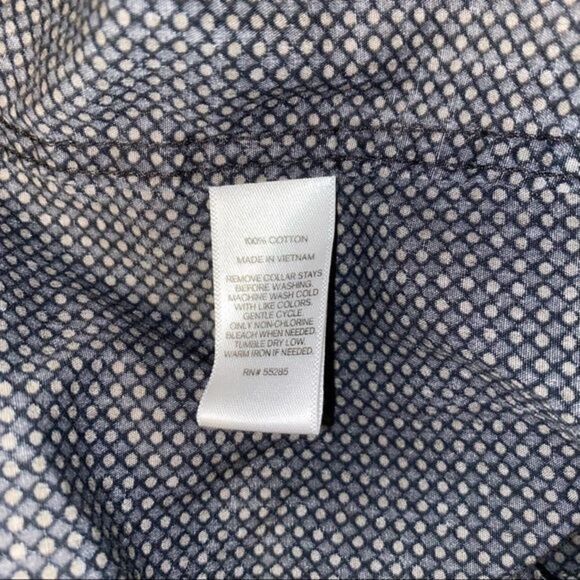 100% COTTON
MADE IN VIETNAM
REMOVE COLLAR STAYS
BEFORE WASHING.
MACHINE WASH COLD
WITH LIKE COLORS.
GENTLE CYCLE
ONLY NON-CHLORINE
BLEACH WHEN NEEDED.
TUMBLE DRY LOW.
WARM IRON IF NEEDED.
RN# 55285